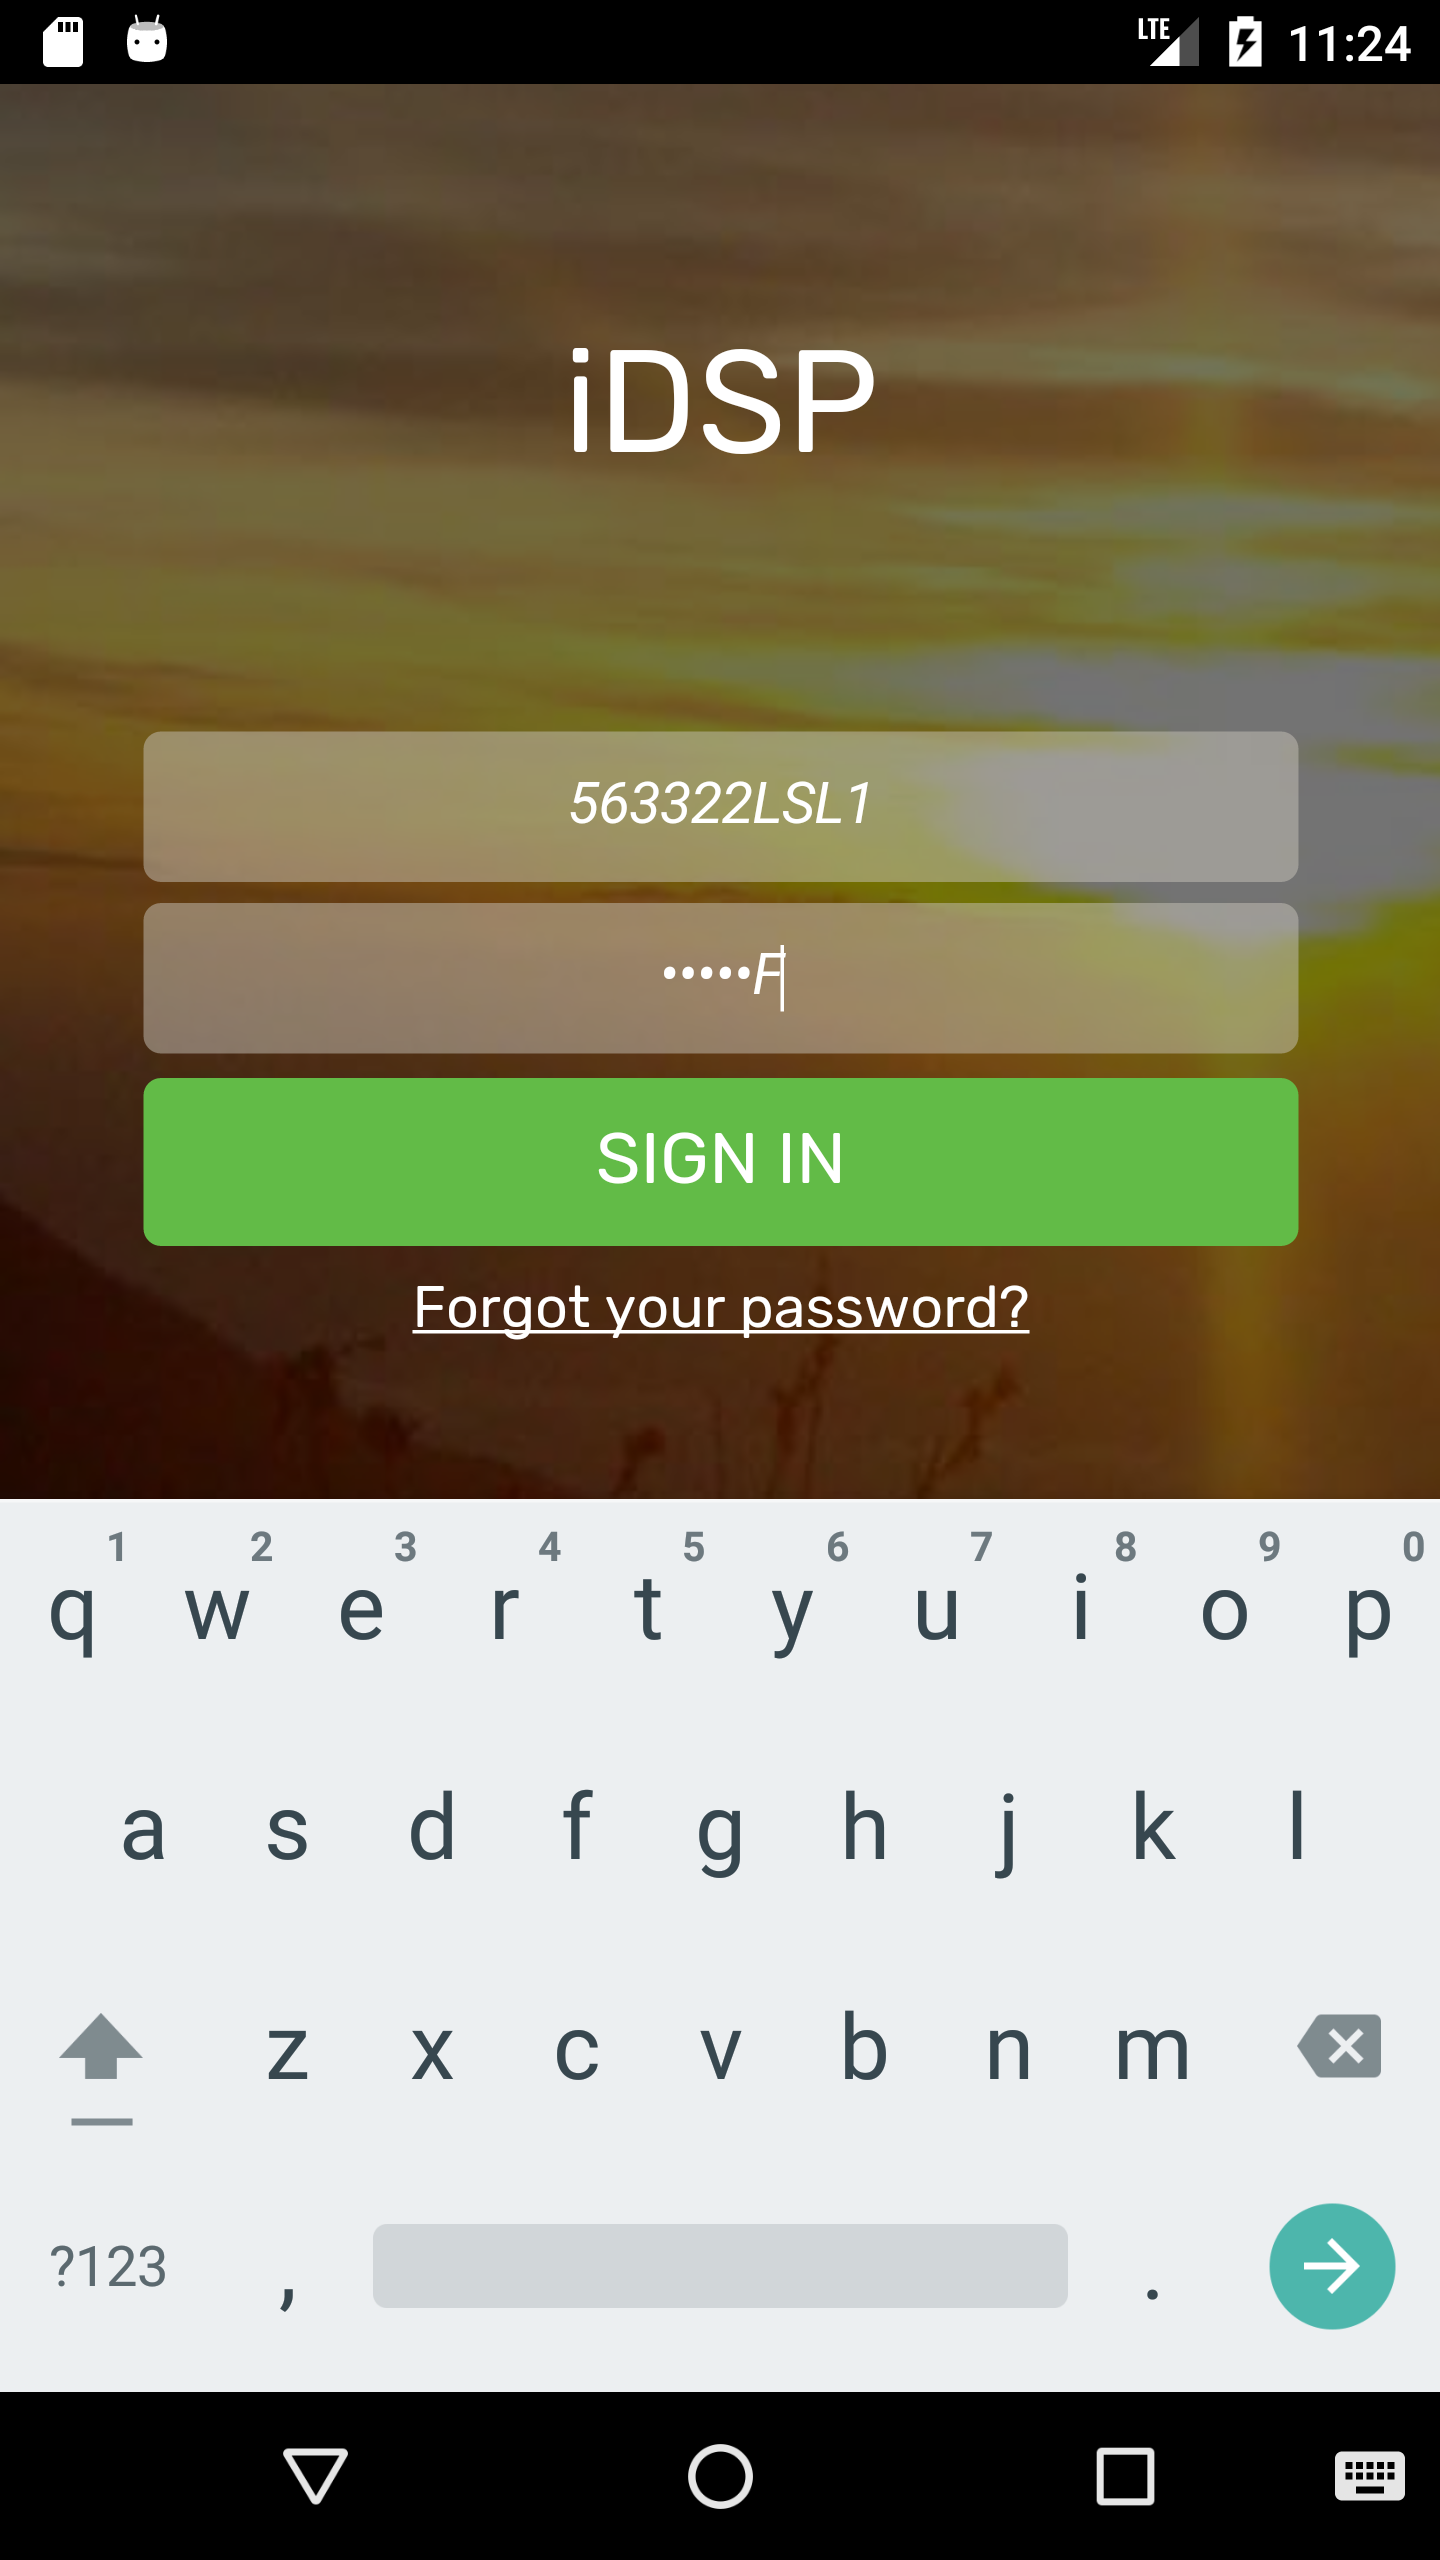 LTE 11:24
iDSP
563322LSL1
•••••F
SIGN IN
Forgot your password?
1 2 3 4 5 6 7 8 9 0
q w e r t y u i o p
a s d f g h j k l
z x c v b n m
?123 , .